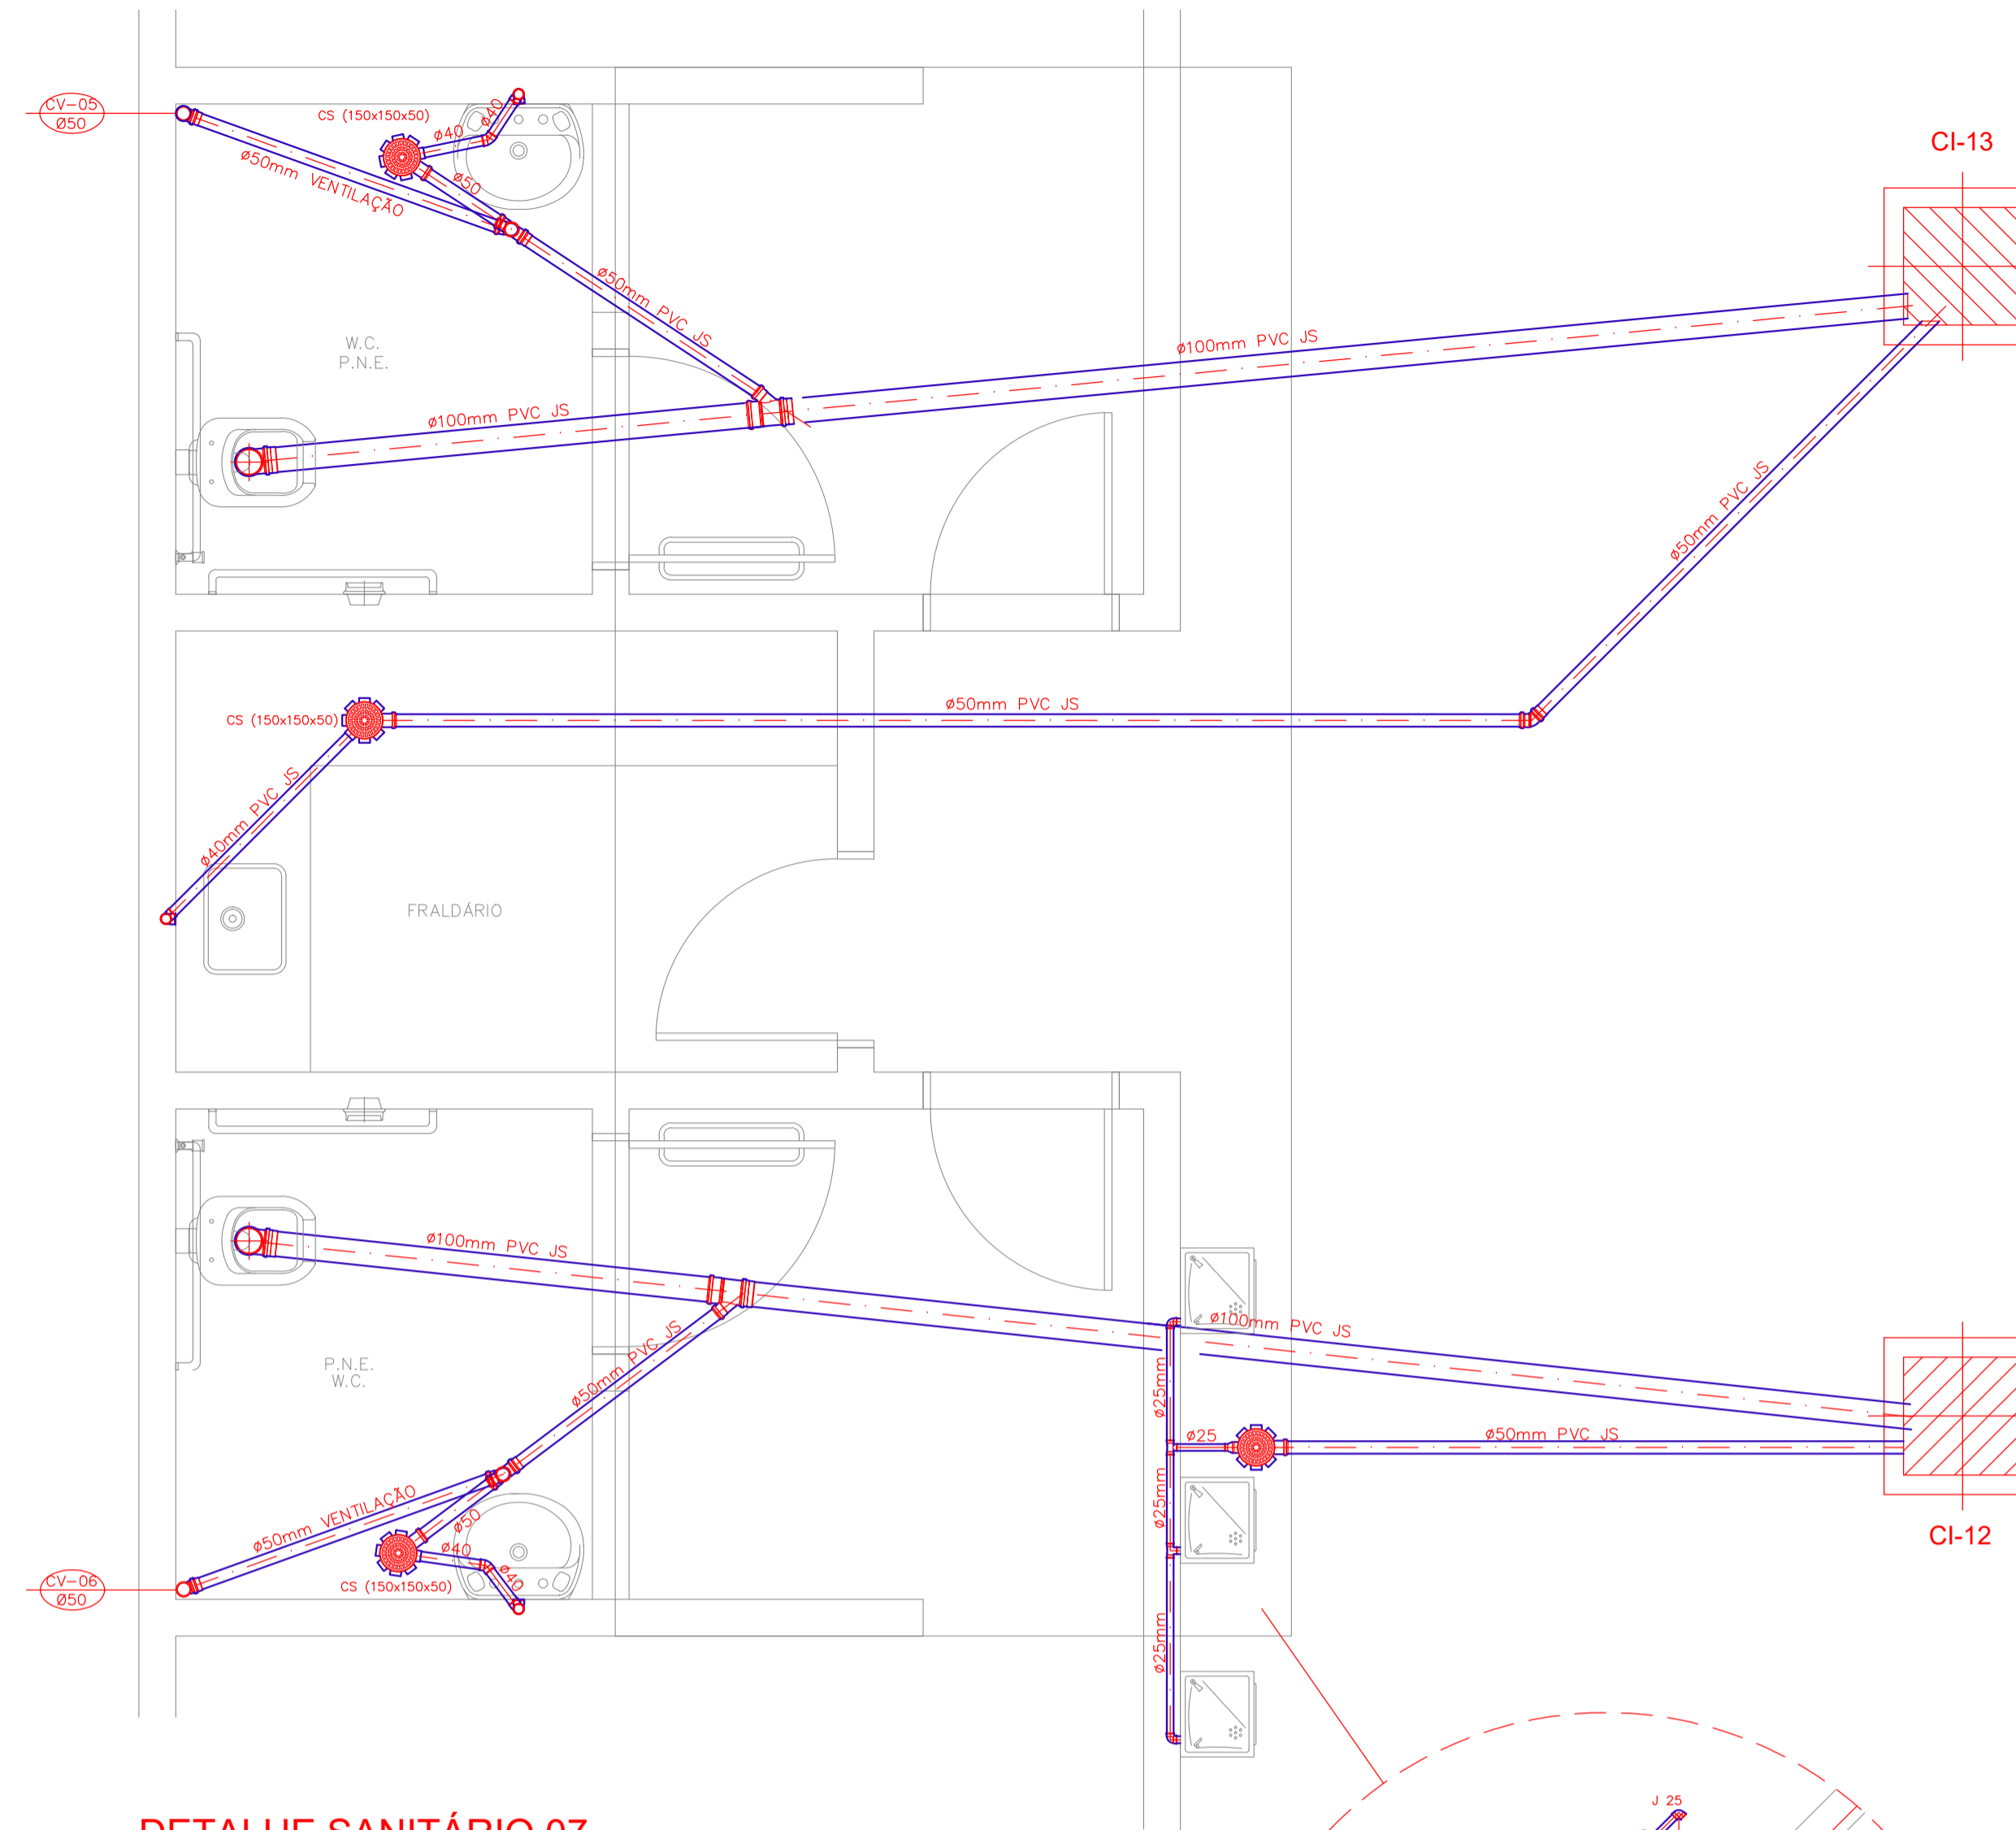 CV-05
Ø50
CS (150x150x50)
ø40
ø40
ø50
ø50mm VENTILAÇÃO
CI-13
ø50mm PVC JS
W.C.
P.N.E.
ø100mm PVC JS
ø100mm PVC JS
ø50mm PVC JS
CS (150x150x50)
ø50mm PVC JS
ø40mm PVC JS
FRALDÁRIO
ø100mm PVC JS
ø100mm PVC JS
P.N.E.
W.C.
ø50mm PVC JS
ø25mm
ø25
ø50mm PVC JS
ø25mm
ø50mm VENTILAÇÃO
ø50
ø40
ø40
CI-12
CV-06
Ø50
CS (150x150x50)
ø25mm
J 25
DETALHE SANITÁRIO 07